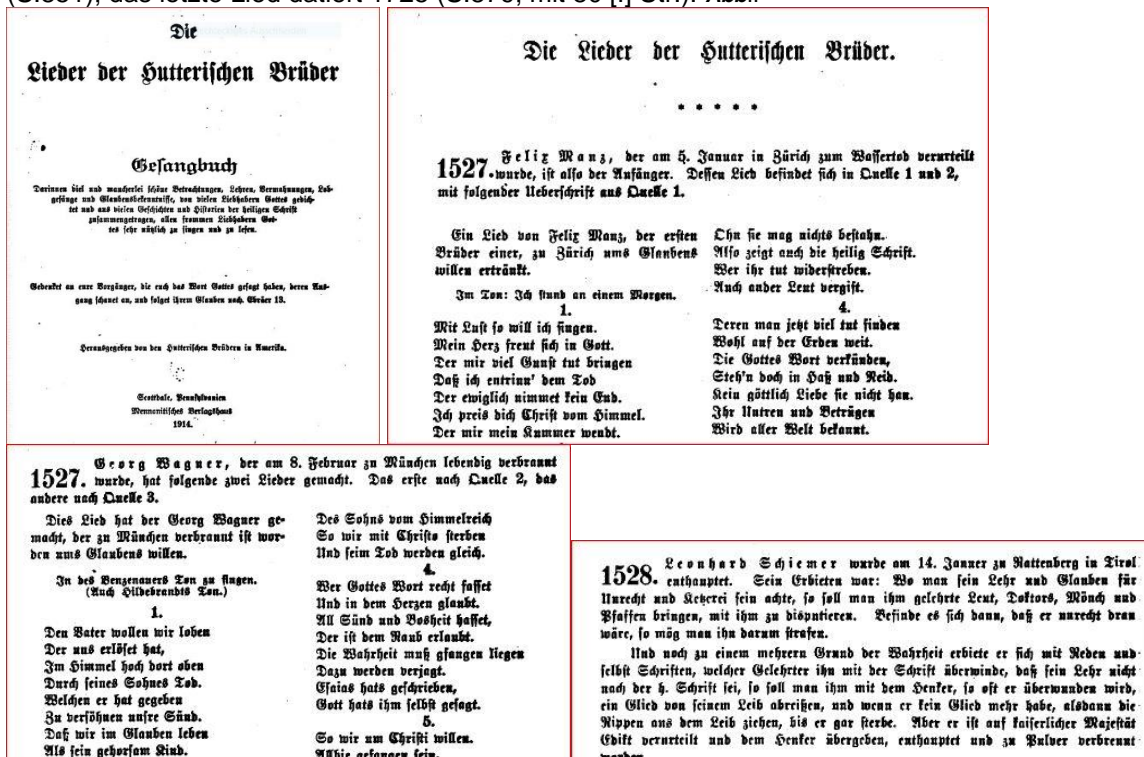 Die
Lieder der Hutterischen Brüder
Gesangbuch
Darinnen viel und mancherlei schöne Betrachtungen, Lehren, Vermahnungen, Lob-
gesänge und Glaubensbekenntnisse, von vielen Liebhabern Gottes gedich-
tet und aus vielen Geschichten und Historien der heiligen Schrift
zusammengetragen, allen frommen Liebhabern Got-
tes sehr nützlich zu singen und zu lesen.
Gedenket an eure Vorgänger, die euch das Wort Gottes gesagt haben, deren Aus-
gang schauet an, und folget ihrem Glauben nach. Ebräer 13.
Herausgegeben von den Hutterischen Brüdern in Amerika.
Scottdale, Pennsylvanien
Mennonitisches Verlagshaus
1914.
Die Lieder der Hutterischen Brüder.
* * * * *
1527. Felix Manz, der am 5. Januar in Zürich zum Wassertod verurteilt
wurde, ist also der Anfänger. Dessen Lied befindet sich in Quelle 1 und 2,
mit folgender Ueberschrift aus Quelle 1.
Ein Lied von Felix Manz, der ersten
Brüder einer, zu Zürich ums Glaubens
willen ertränkt.
Im Ton: Ich stund an einem Morgen.
1.
Mit Lust so will ich singen.
Mein Herz freut sich in Gott.
Der mir viel Gunst tut bringen
Daß ich entrinn' dem Tod
Der ewiglich nimmet kein End.
Ich preis dich Christ vom Himmel.
Der mir mein Kummer wendt.
Ohn sie mag nichts bestahn.
Also zeigt auch die heilig Schrift.
Wer ihr tut widerstreben.
Auch ander Leut vergift.
4.
Deren man jetzt viel tut finden
Wohl auf der Erden weit.
Die Gottes Wort verkünden,
Steh'n doch in Haß und Neid.
Kein göttlich Liebe sie nicht han.
Ihr Untreu und Betrügen
Wird aller Welt bekannt.
1527. Georg Wagner, der am 8. Februar zu München lebendig verbrannt
wurde, hat folgende zwei Lieder gemacht. Das erste nach Quelle 2, das
andere nach Quelle 3.
Dies Lied hat der Georg Wagner ge-
macht, der zu München verbrannt ist wor-
den ums Glaubens willen.
In des Benzenauers Ton zu singen.
(Auch Hildebrandts Ton.)
1.
Den Vater wollen wir loben
Der uns erlöset hat,
Im Himmel hoch dort oben
Durch seines Sohnes Tod.
Welchen er hat gegeben
Zu versöhnen unsre Sünd.
Daß wir im Glauben leben
Als sein gehorsam Kind.
Des Sohns vom Himmelreich
So wir mit Christo sterben
Und seim Tod werden gleich.
4.
Wer Gottes Wort recht fasset
Und in dem Herzen glaubt.
All Sünd und Bosheit hasset,
Der ist dem Raub erlaubt.
Die Wahrheit muß gfangen liegen
Dazu werden verjagt.
Esaias hats geschrieben,
Gott hats ihm selbst gesagt.
5.
So wir um Christi willen.
Allhie gefangen sein.
1528. Leonhard Schiemer wurde am 14. Janner zu Rattenberg in Tirol
enthauptet. Sein Erbieten war: Wo man sein Lehr und Glauben für
Unrecht und Ketzerei sein achte, so soll man ihm gelehrte Leut, Doktors, Mönch und
Pfaffen bringen, mit ihm zu disputieren. Befinde es sich dann, daß er unrecht dran
wäre, so mög man ihn darum strafen.
Und noch zu einem mehrern Grund der Wahrheit erbiete er sich mit Reden und
selbst Schriften, welcher Gelehrter ihn mit der Schrift überwinde, daß sein Lehr nicht
nach der h. Schrift sei, so soll man ihm mit dem Henker, so oft er überwunden wird,
ein Glied von seinem Leib abreißen, und wenn er kein Glied mehr habe, alsdann die
Rippen aus dem Leib ziehen, bis er gar sterbe. Aber er ist auf kaiserlicher Majestät
Edikt verurteilt und dem Henker übergeben, enthauptet und zu Pulver verbrennt